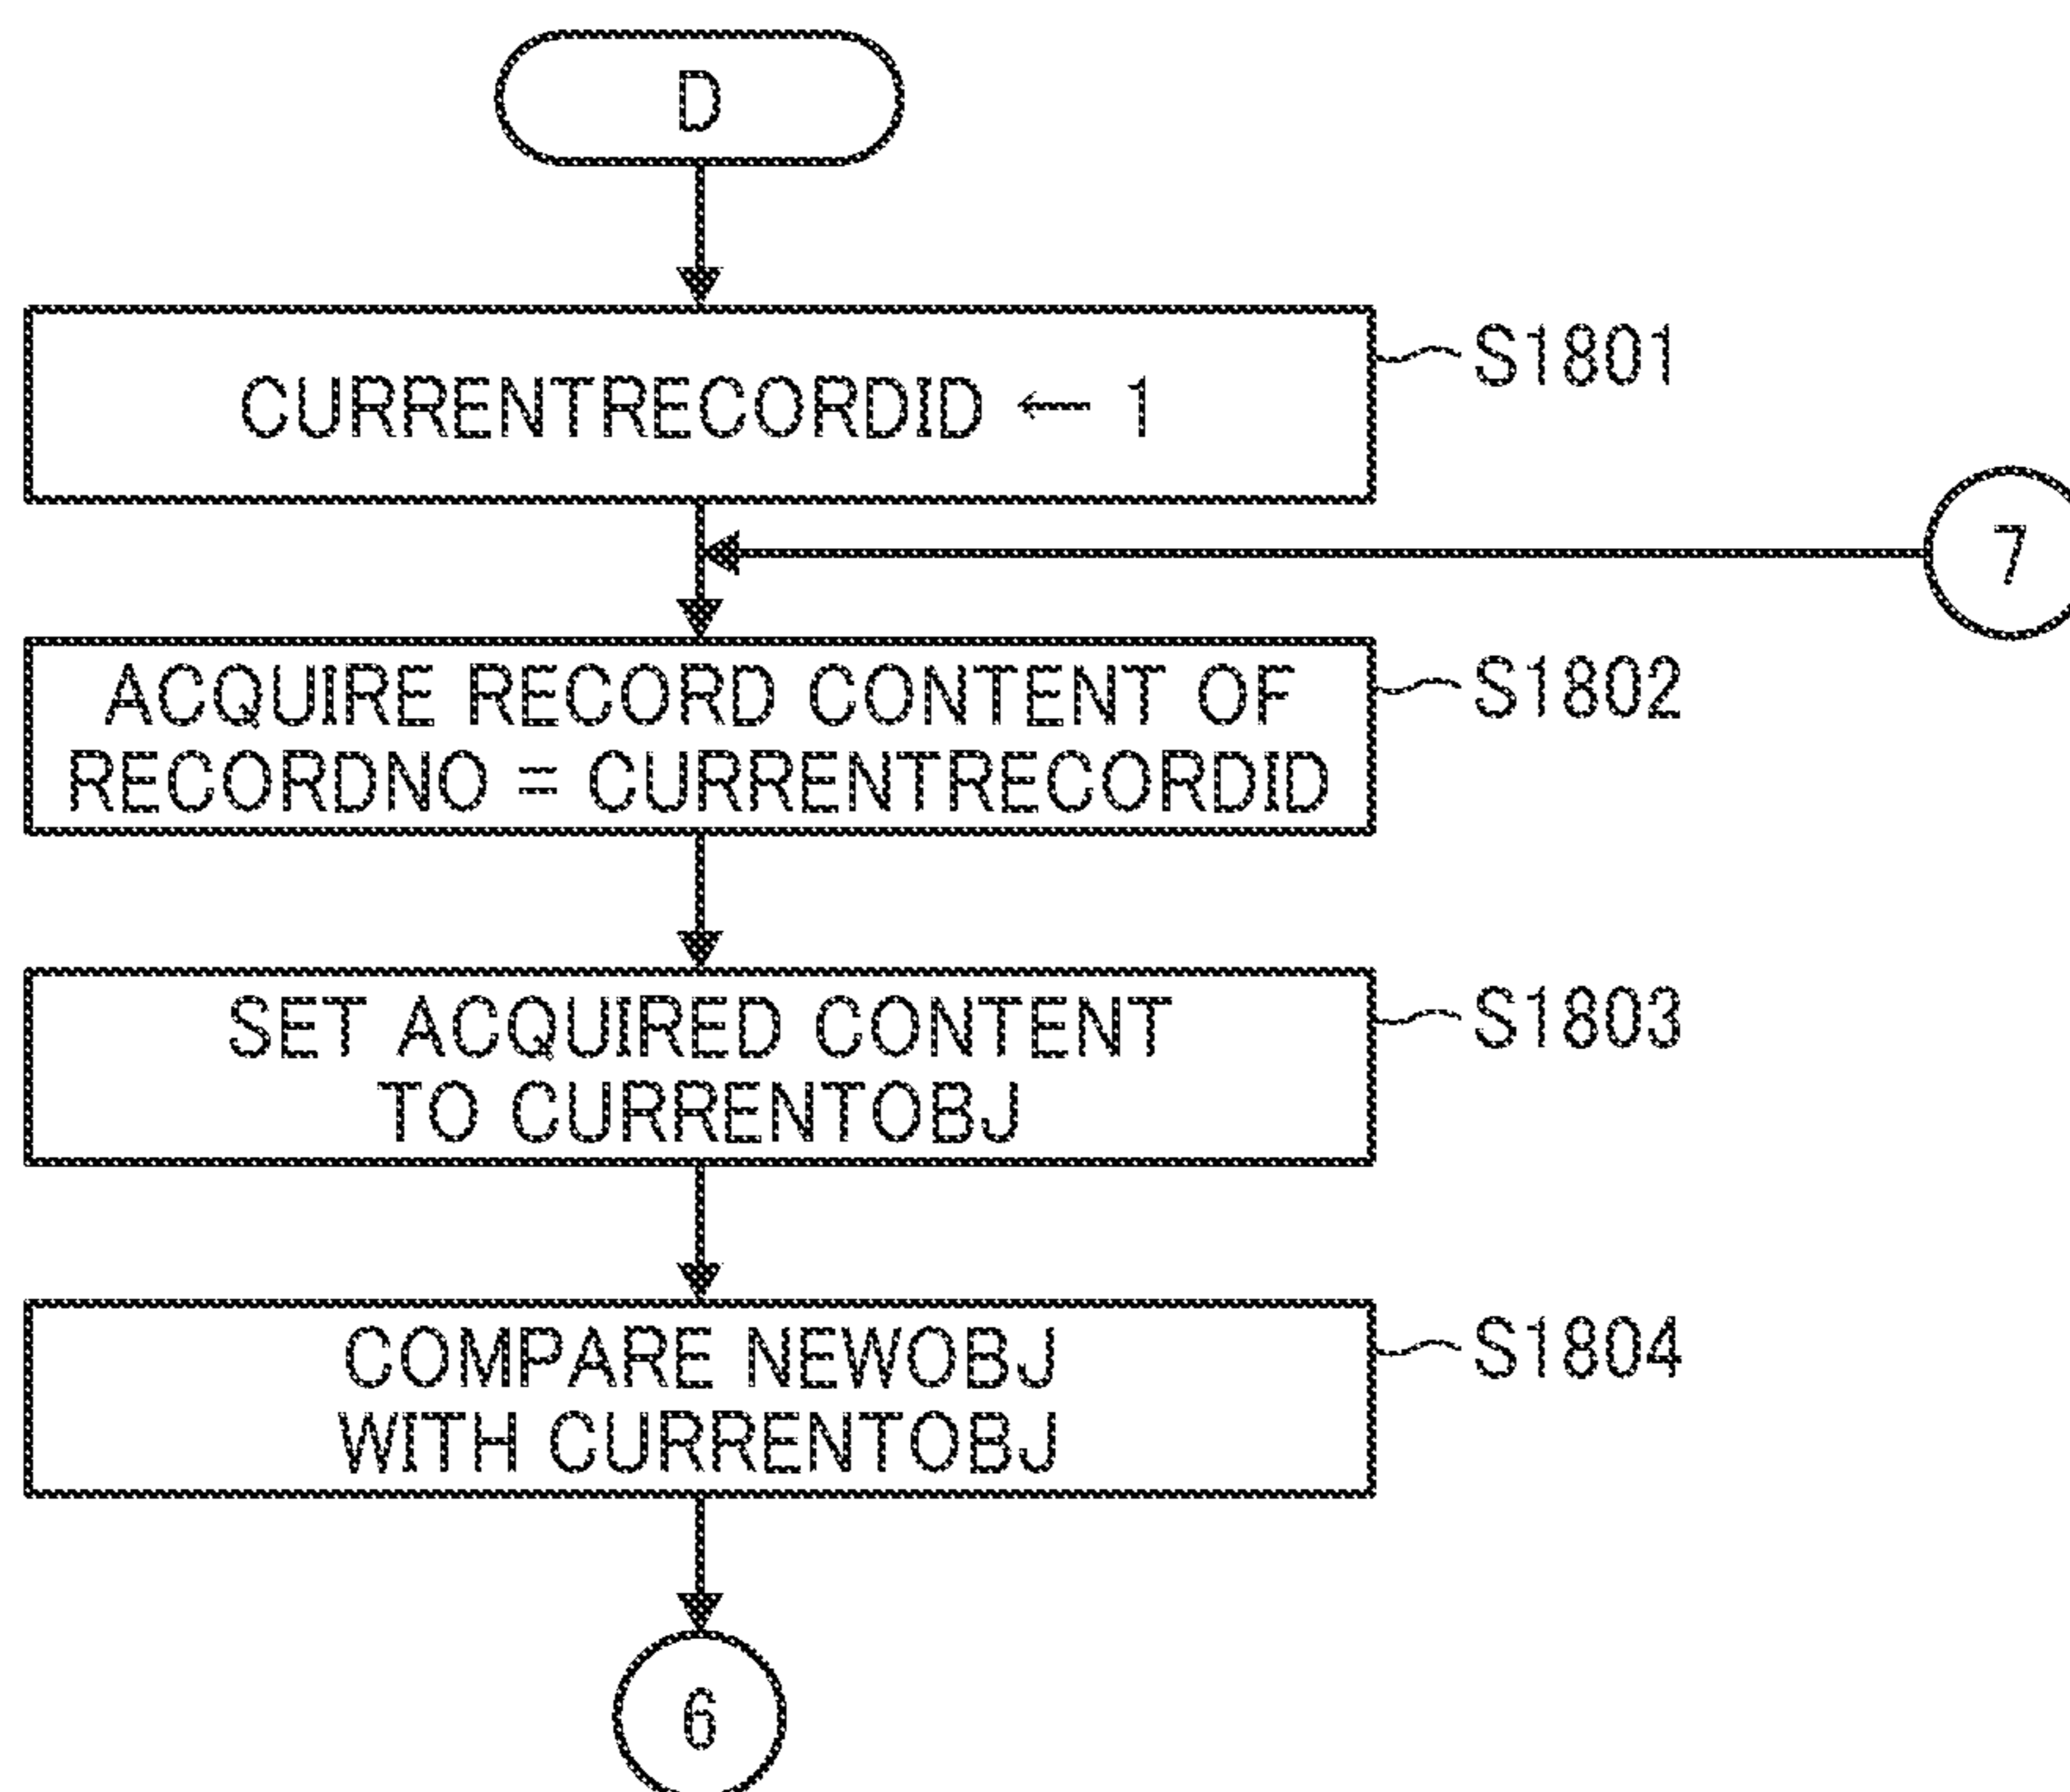 D
CURRENTRECORDID ← 1
S1801
7
ACQUIRE RECORD CONTENT OF
RECORDNO = CURRENTRECORDID
S1802
SET ACQUIRED CONTENT
TO CURRENTOBJ
S1803
COMPARE NEWOBJ
WITH CURRENTOBJ
S1804
6